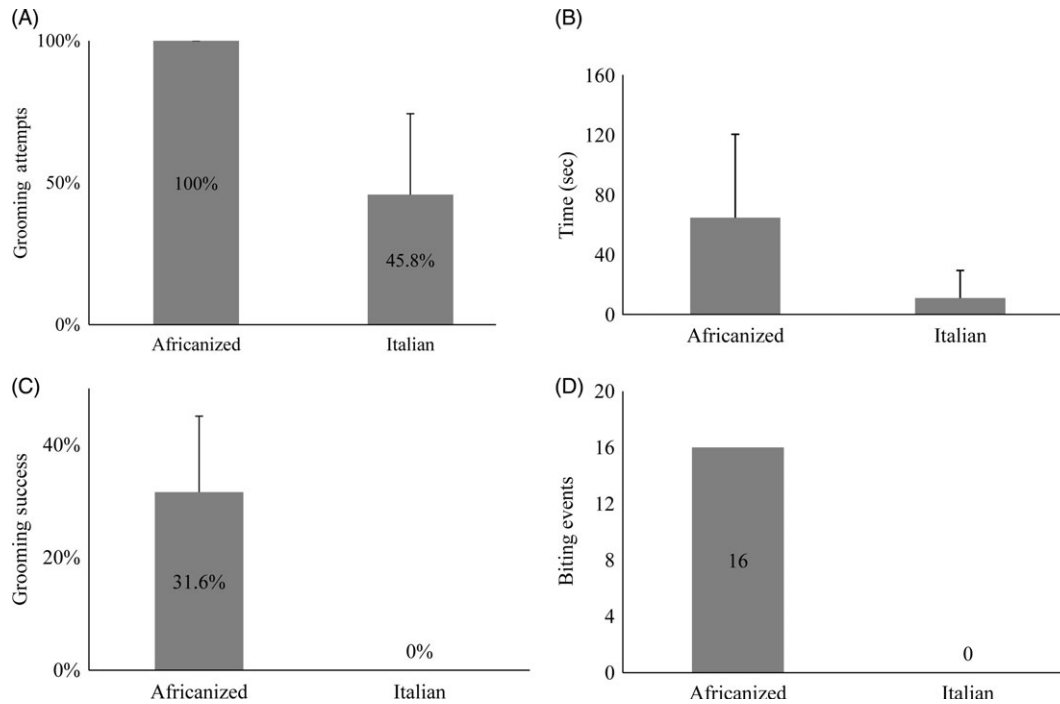 (A)
100%
50%
0%
Grooming attempts
100%
45.8%
Africanized Italian
(B)
160
120
80
40
0
Time (sec)
Africanized Italian
(C)
40%
20%
0%
Grooming success
31.6%
0%
Africanized Italian
(D)
20
16
12
8
4
0
Biting events
16
0
Africanized Italian